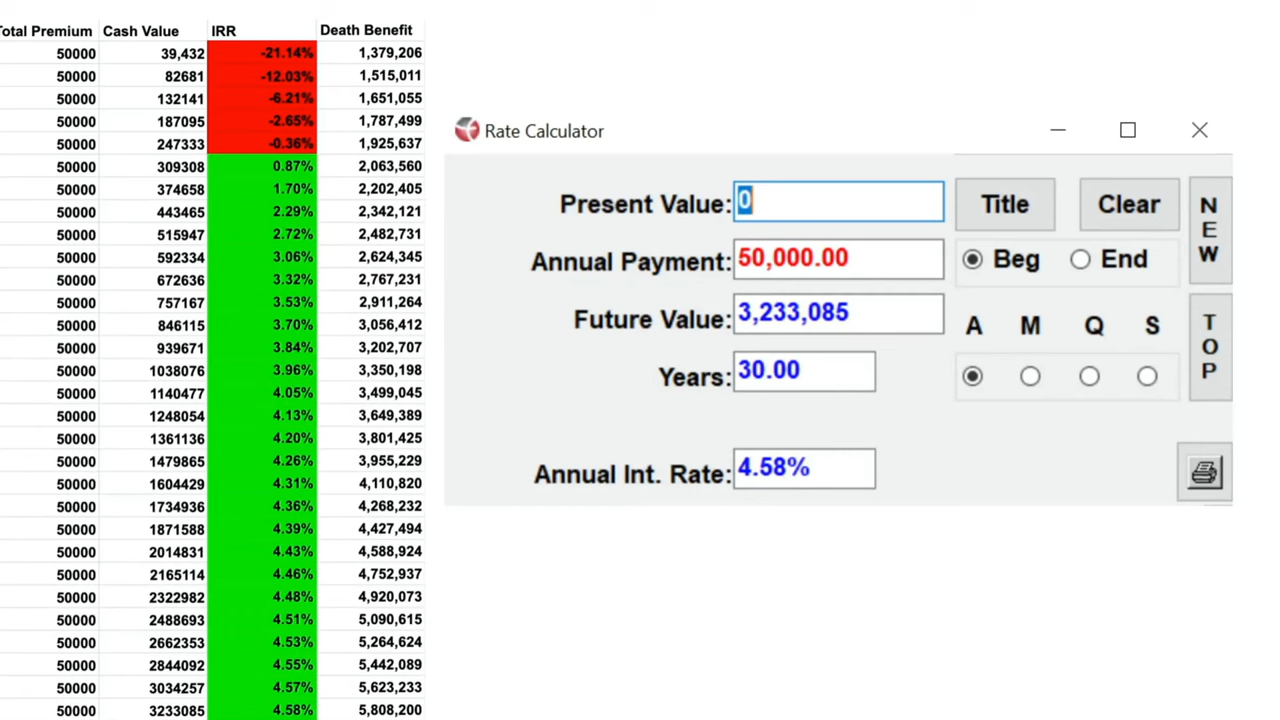 otal Premium Cash Value IRR Death Benefit
50000 39,432 -21.14% 1,379,206
50000 82681 -12.03% 1,515,011
50000 132141 -6.21% 1,651,055
50000 187095 -2.65% 1,787,499
50000 247333 -0.36% 1,925,637
50000 309308 0.87% 2,063,560
50000 374658 1.70% 2,202,405
50000 443465 2.29% 2,342,121
50000 515947 2.72% 2,482,731
50000 592334 3.06% 2,624,345
50000 672636 3.32% 2,767,231
50000 757167 3.53% 2,911,264
50000 846115 3.70% 3,056,412
50000 939671 3.84% 3,202,707
50000 1038076 3.96% 3,350,198
50000 1140477 4.05% 3,499,045
50000 1248054 4.13% 3,649,389
50000 1361136 4.20% 3,801,425
50000 1479865 4.26% 3,955,229
50000 1604429 4.31% 4,110,820
50000 1734936 4.36% 4,268,232
50000 1871588 4.39% 4,427,494
50000 2014831 4.43% 4,588,924
50000 2165114 4.46% 4,752,937
50000 2322982 4.48% 4,920,073
50000 2488693 4.51% 5,090,615
50000 2662353 4.53% 5,264,624
50000 2844092 4.55% 5,442,089
50000 3034257 4.57% 5,623,233
50000 3233085 4.58% 5,808,200
Rate Calculator
Present Value: 0 Title Clear
NEW
Annual Payment: 50,000.00 Beg End
Future Value: 3,233,085 A M Q S
TOP
Years: 30.00
Annual Int. Rate: 4.58%